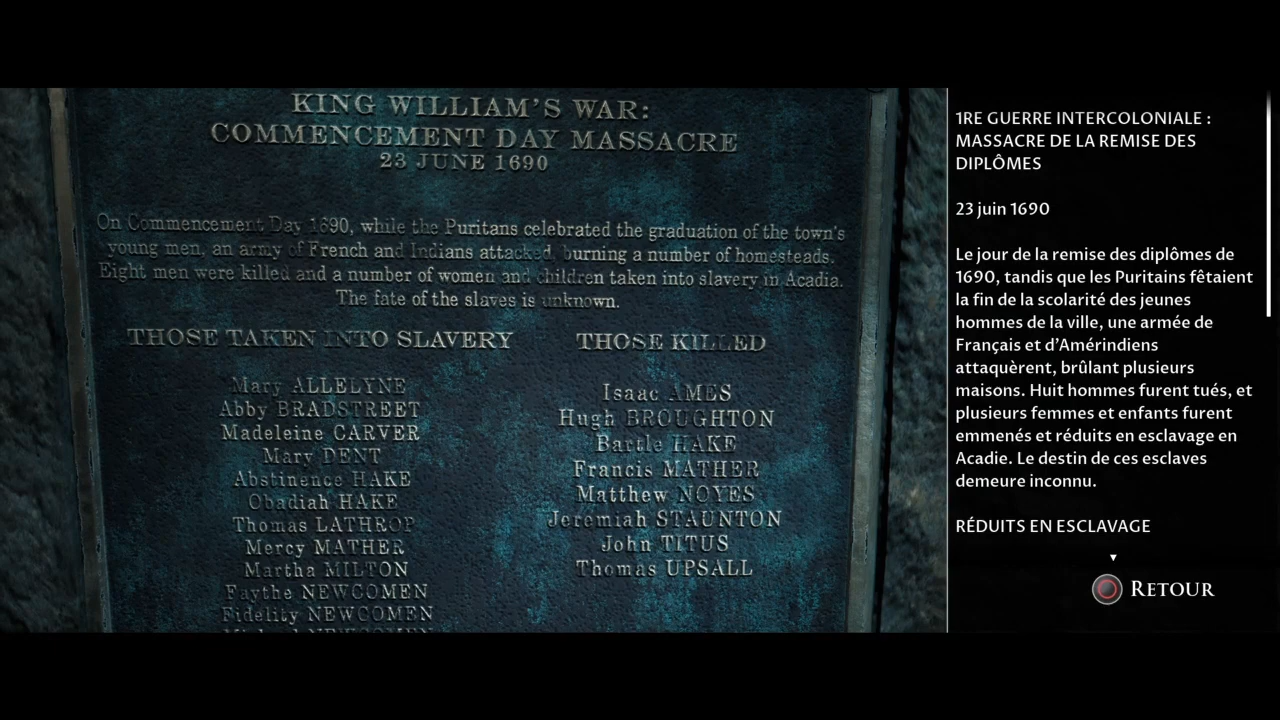 KING WILLIAM'S WAR:
COMMENCEMENT DAY MASSACRE
23 JUNE 1690
On Commencement Day 1690, while the Puritans celebrated the graduation of the town's
young men, an army of French and Indians attacked, burning a number of homesteads.
Eight men were killed and a number of women and children taken into slavery in Acadia.
The fate of the slaves is unknown.
THOSE TAKEN INTO SLAVERY
Mary ALLELYNE
Abby BRADSTREET
Madeleine CARVER
Mary DENT
Abstinence HAKE
Obadiah HAKE
Thomas LATHROP
Mercy MATHER
Martha MILTON
Faythe NEWCOMEN
Fidelity NEWCOMEN
THOSE KILLED
Isaac AMES
Hugh BROUGHTON
Bartle HAKE
Francis MATHER
Matthew NOYES
Jeremiah STAUNTON
John TITUS
Thomas UPSALL
1RE GUERRE INTERCOLONIALE :
MASSACRE DE LA REMISE DES
DIPLÔMES
23 juin 1690
Le jour de la remise des diplômes de
1690, tandis que les Puritains fêtaient
la fin de la scolarité des jeunes
hommes de la ville, une armée de
Français et d'Amérindiens
attaquèrent, brûlant plusieurs
maisons. Huit hommes furent tués, et
plusieurs femmes et enfants furent
emmenés et réduits en esclavage en
Acadie. Le destin de ces esclaves
demeure inconnu.
RÉDUITS EN ESCLAVAGE
RETOUR